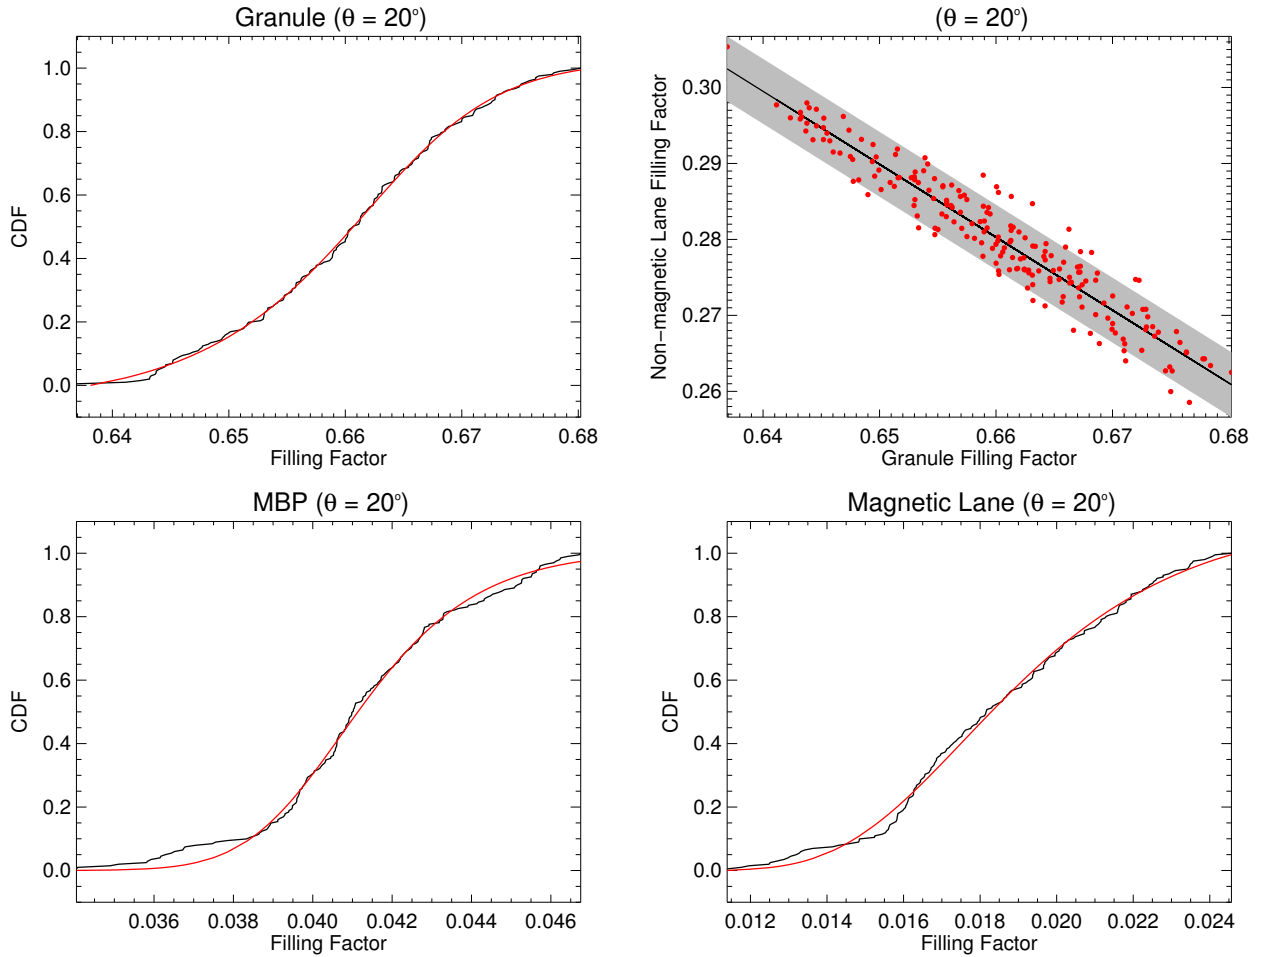 Granule (θ = 20°)
CDF
1.0
0.8
0.6
0.4
0.2
0.0
0.64 0.65 0.66 0.67 0.68
Filling Factor
(θ = 20°)
Non−magnetic Lane Filling Factor
0.30
0.29
0.28
0.27
0.26
0.64 0.65 0.66 0.67 0.68
Granule Filling Factor
MBP (θ = 20°)
CDF
1.0
0.8
0.6
0.4
0.2
0.0
0.036 0.038 0.040 0.042 0.044 0.046
Filling Factor
Magnetic Lane (θ = 20°)
CDF
1.0
0.8
0.6
0.4
0.2
0.0
0.012 0.014 0.016 0.018 0.020 0.022 0.024
Filling Factor